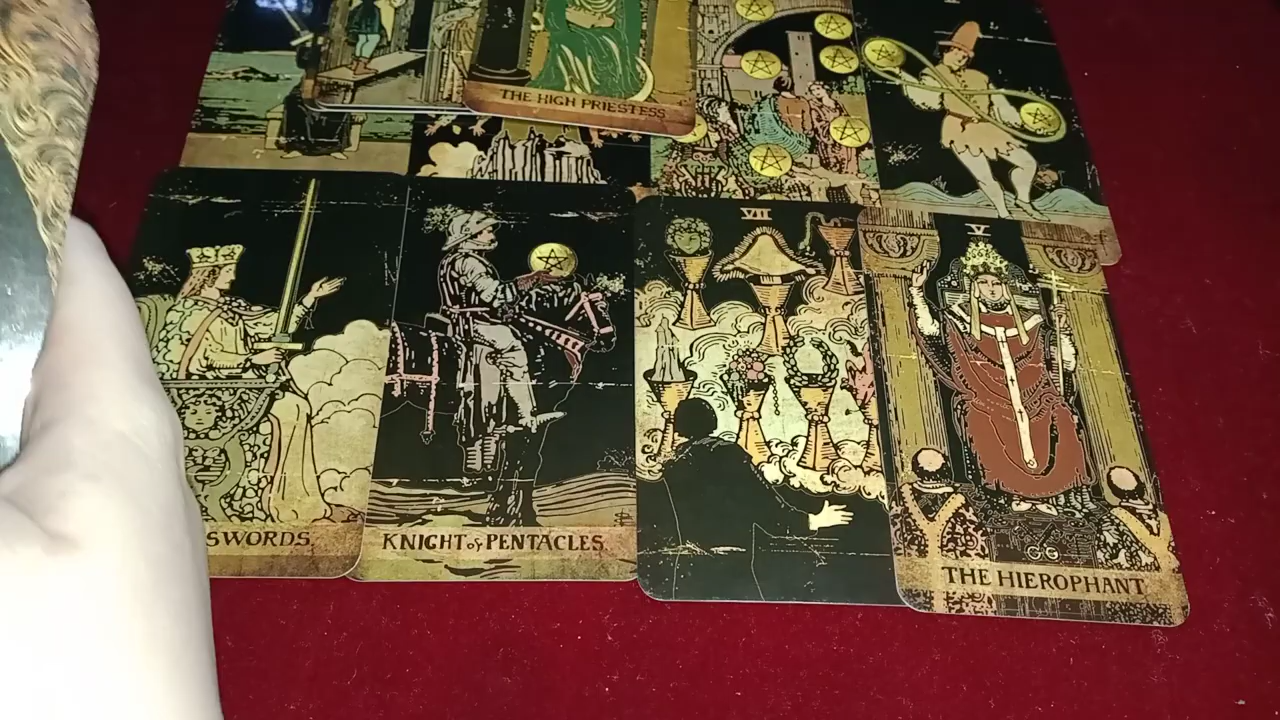 THE HIGH PRIESTESS
VII
V
SWORDS.
KNIGHT of PENTACLES.
THE HIEROPHANT